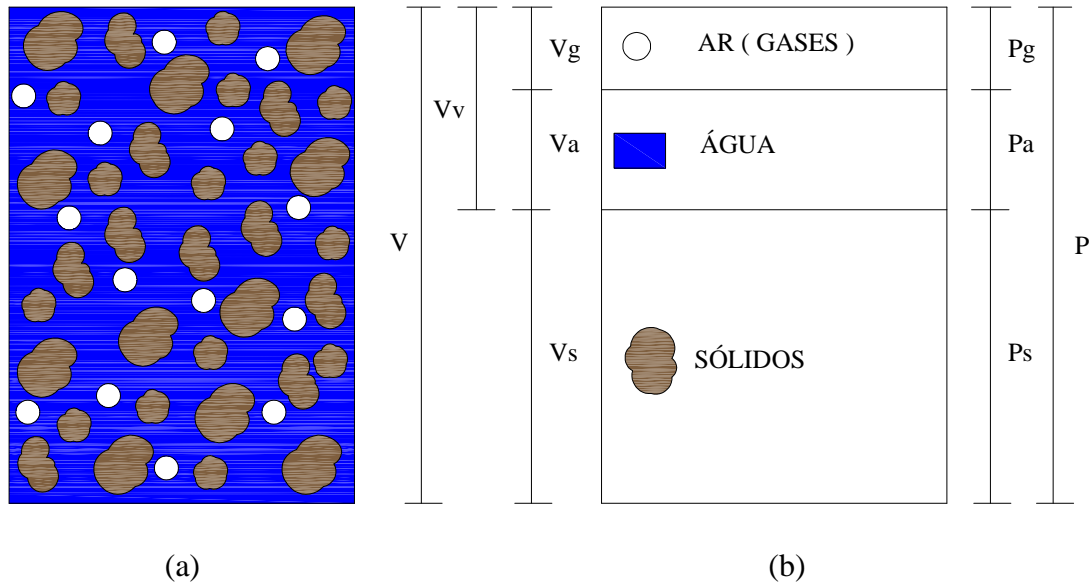 Vg
AR ( GASES )
Pg
Vv
Va
ÁGUA
Pa
V
P
Vs
SÓLIDOS
Ps
(a)
(b)